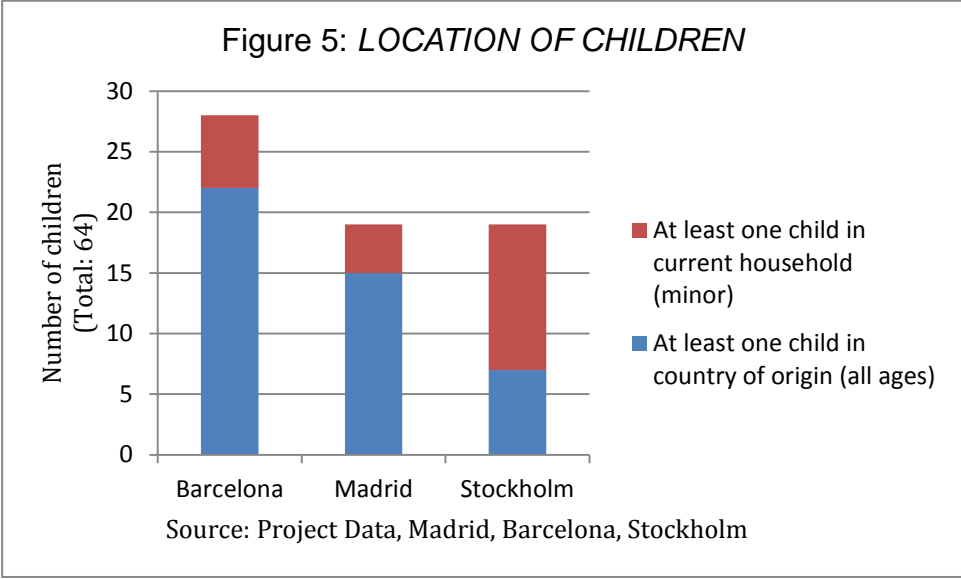 Figure 5: LOCATION OF CHILDREN
Number of children
(Total: 64)
30
25
20
15
10
5
0
Barcelona Madrid Stockholm
At least one child in
current household
(minor)
At least one child in
country of origin (all ages)
Source: Project Data, Madrid, Barcelona, Stockholm